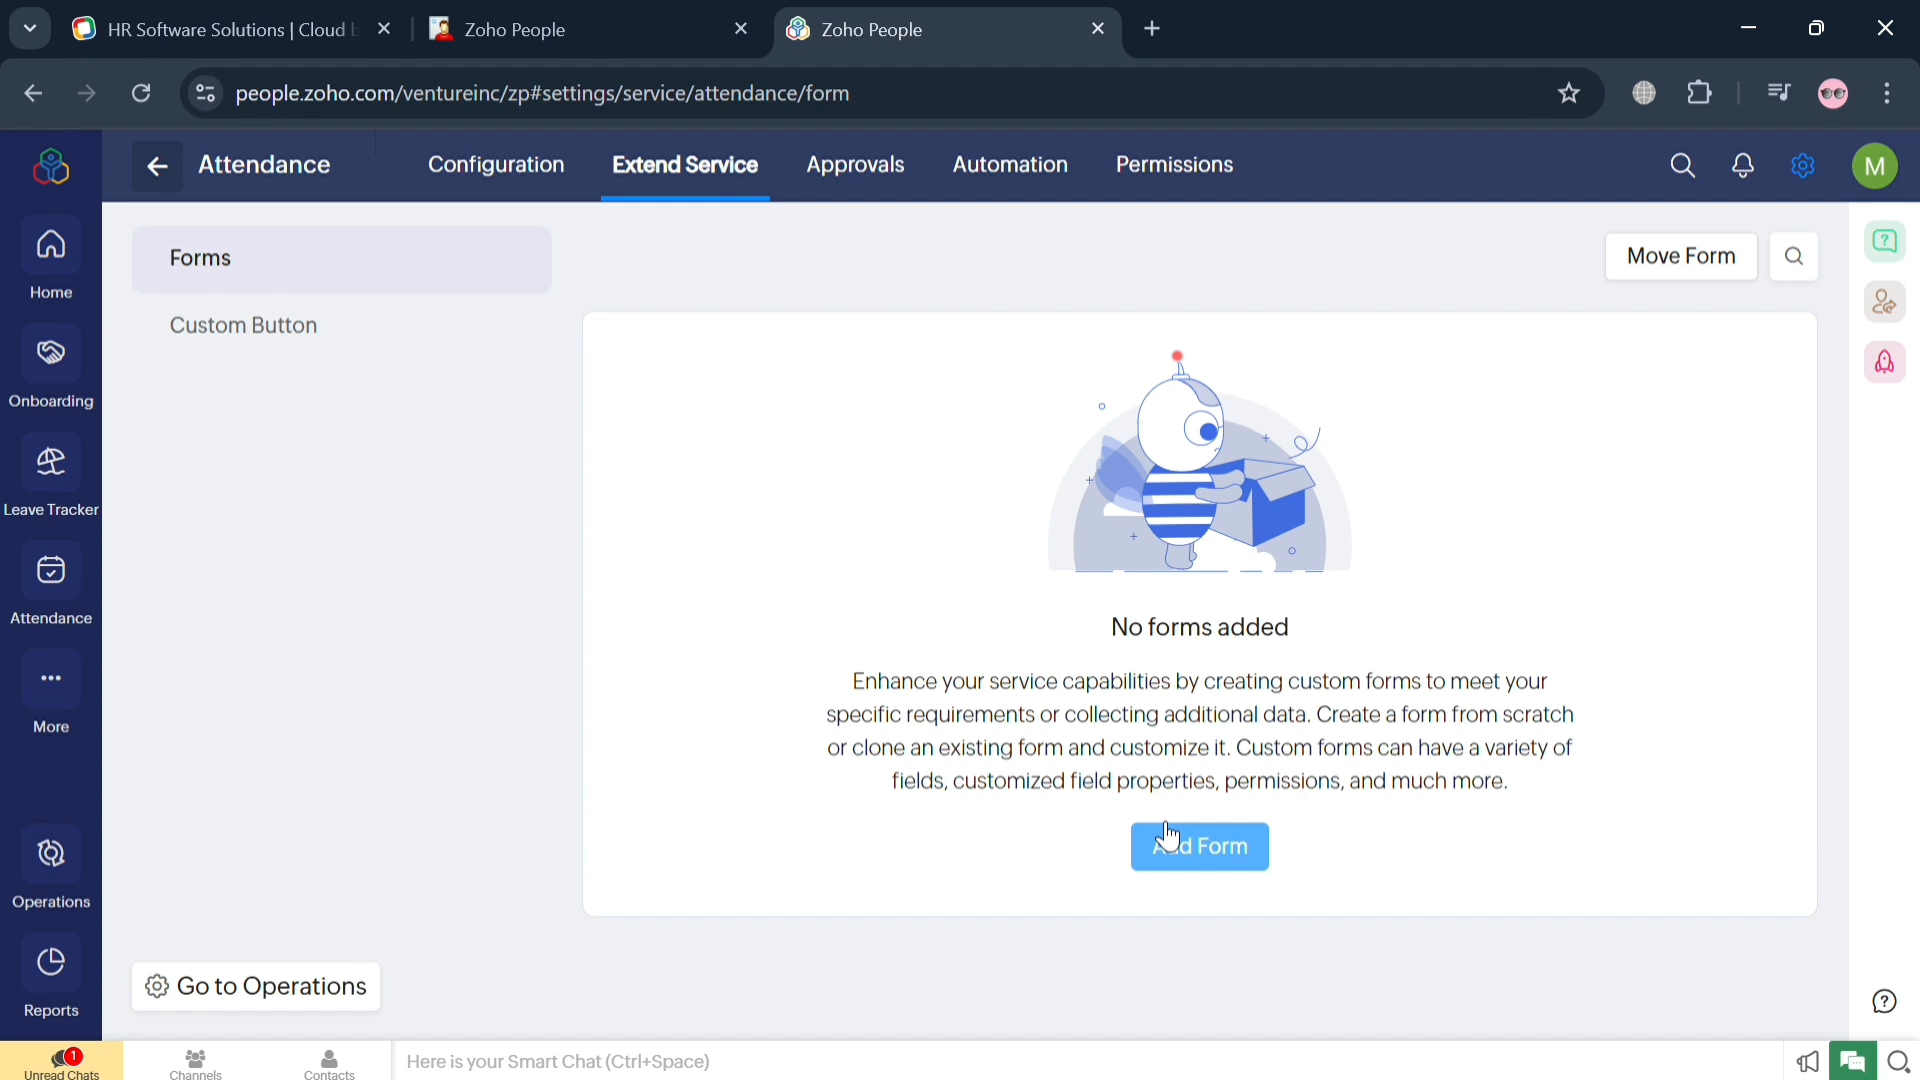 HR Software Solutions | Cloud b
Zoho People
Zoho People
people.zoho.com/ventureinc/zp#settings/service/attendance/form
Attendance
Configuration
Extend Service
Approvals
Automation
Permissions
M
Home
Onboarding
Leave Tracker
Attendance
More
Operations
Reports
Forms
Custom Button
Move Form
No forms added
Enhance your service capabilities by creating custom forms to meet your
specific requirements or collecting additional data. Create a form from scratch
or clone an existing form and customize it. Custom forms can have a variety of
fields, customized field properties, permissions, and much more.
Add Form
Go to Operations
1
Unread Chats
Channels
Contacts
Here is your Smart Chat (Ctrl+Space)